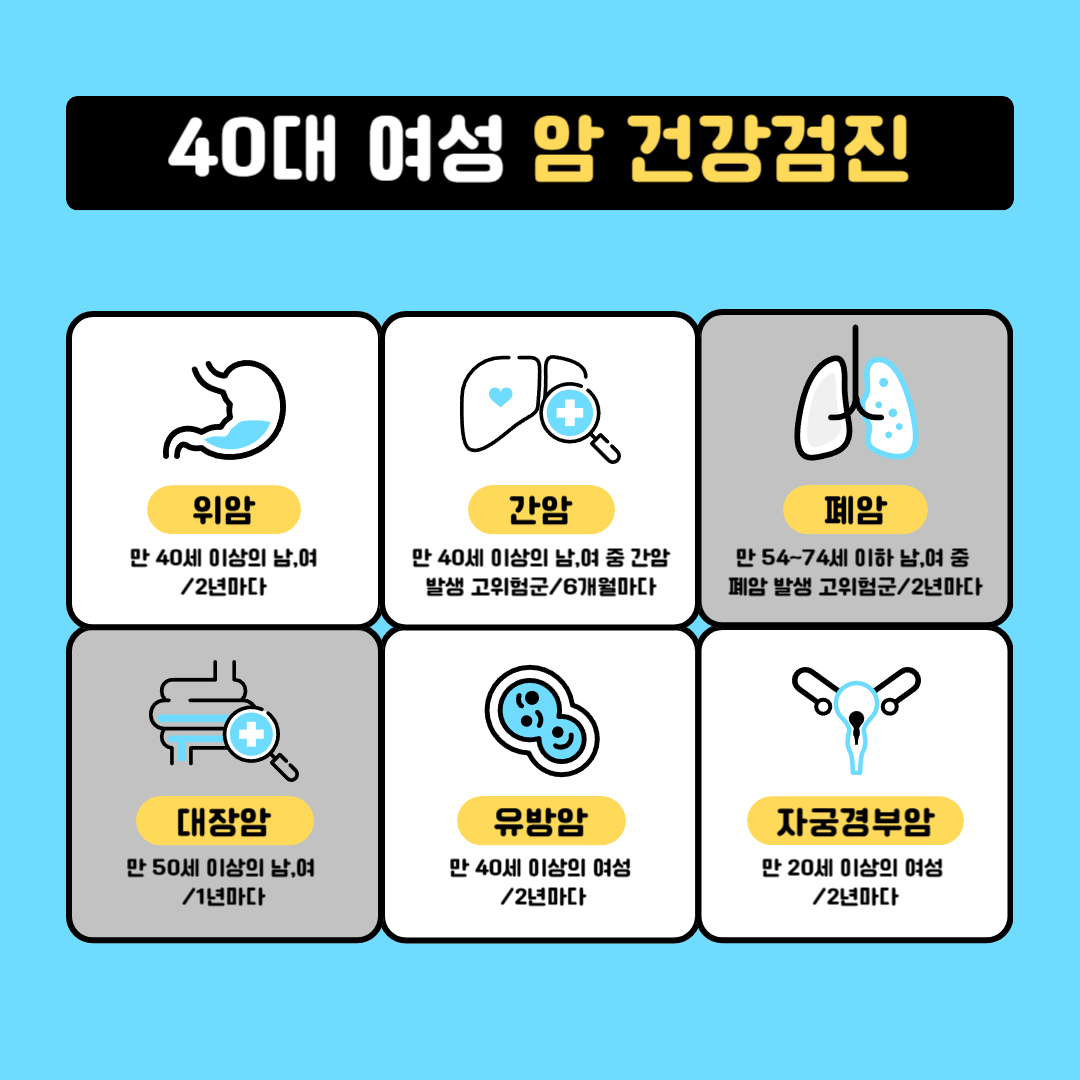 40대 여성 암 건강검진
위암
만 40세 이상의 남,여
/2년마다
간암
만 40세 이상의 남,여 중 간암
발생 고위험군/6개월마다
폐암
만 54~74세 이하 남,여 중
폐암 발생 고위험군/2년마다
대장암
만 50세 이상의 남,여
/1년마다
유방암
만 40세 이상의 여성
/2년마다
자궁경부암
만 20세 이상의 여성
/2년마다